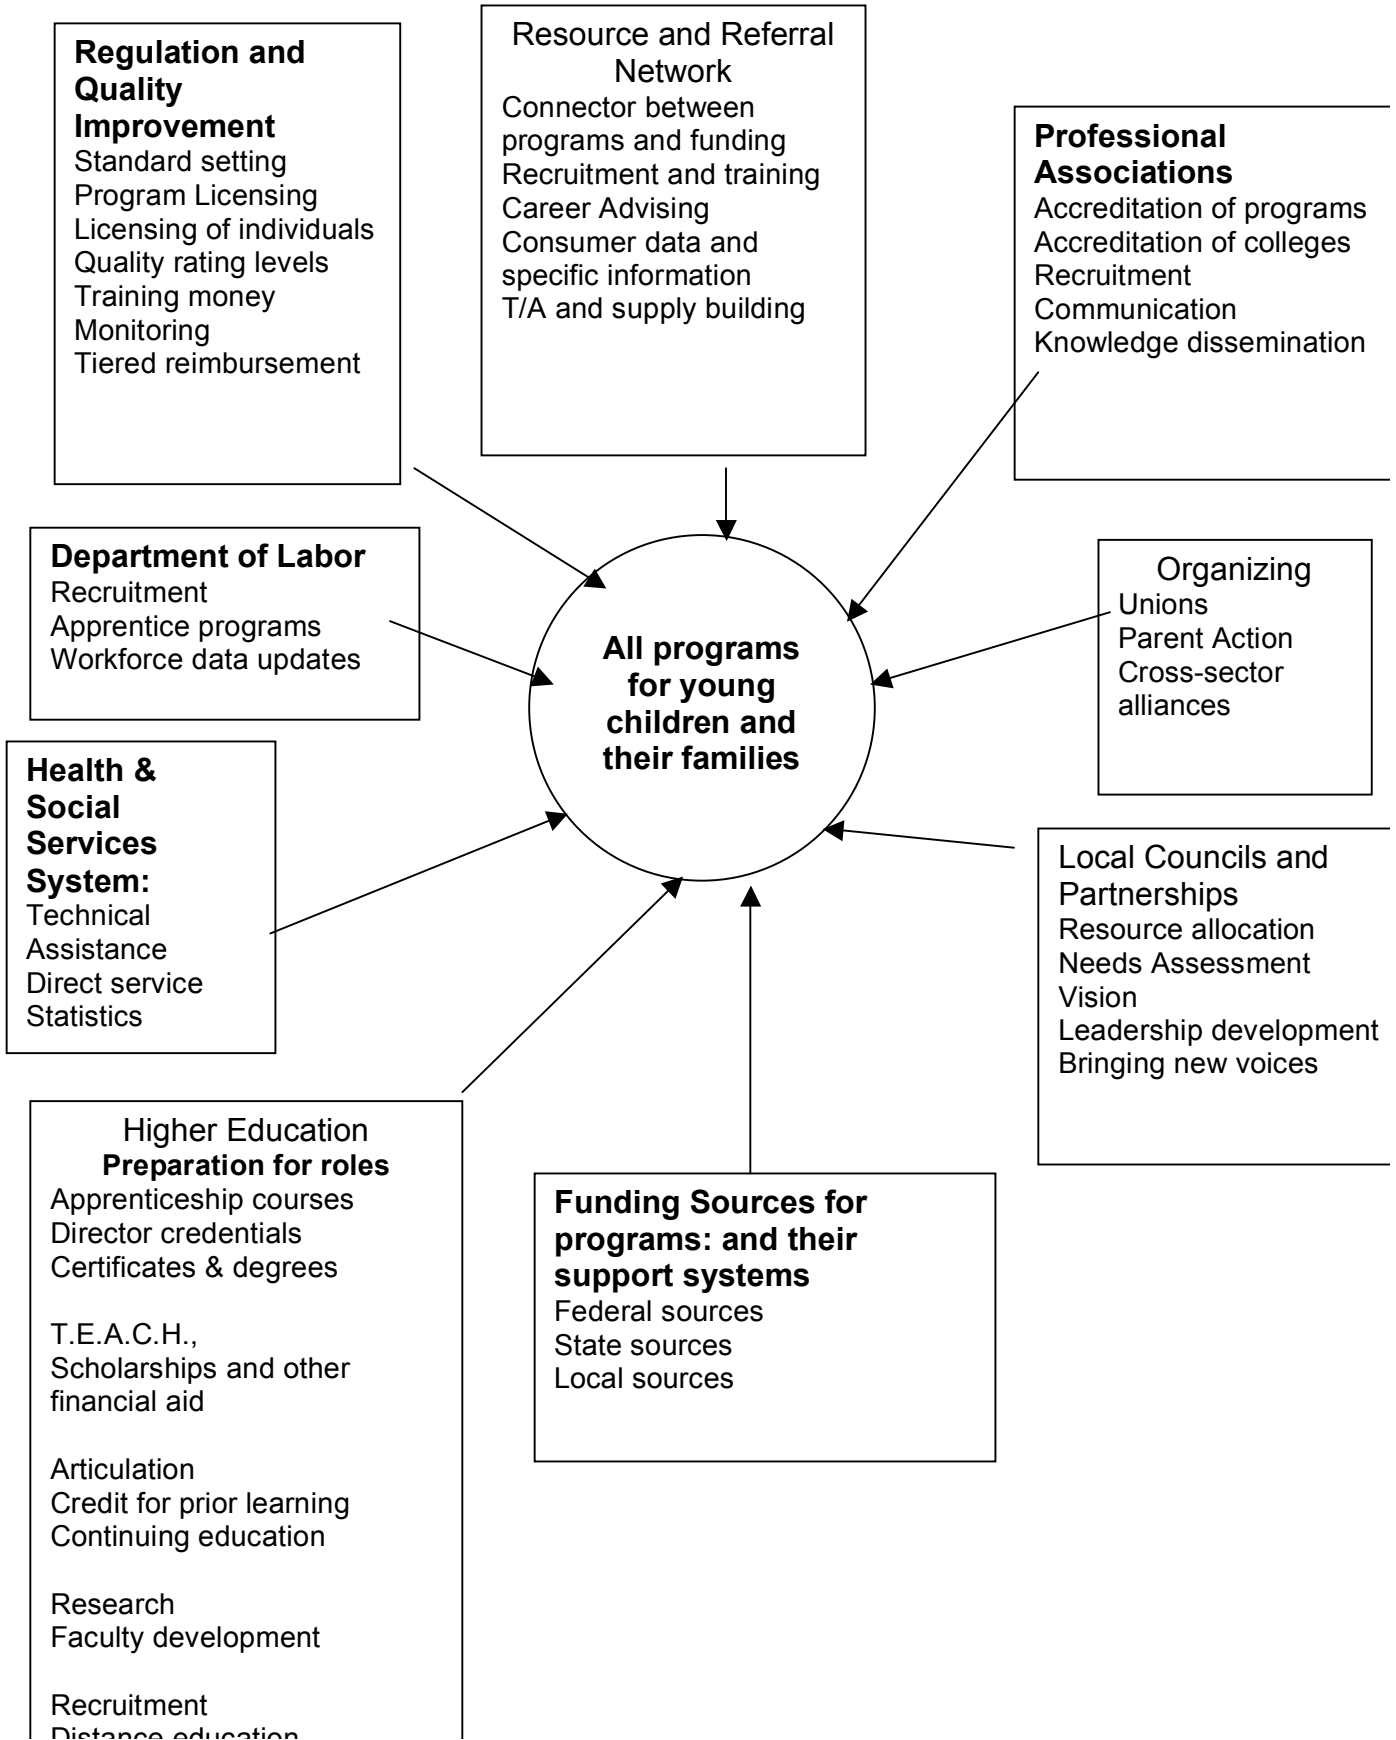 Regulation and
Quality
Improvement
Standard setting
Program Licensing
Licensing of individuals
Quality rating levels
Training money
Monitoring
Tiered reimbursement
Resource and Referral
Network
Connector between
programs and funding
Recruitment and training
Career Advising
Consumer data and
specific information
T/A and supply building
Professional
Associations
Accreditation of programs
Accreditation of colleges
Recruitment
Communication
Knowledge dissemination
Department of Labor
Recruitment
Apprentice programs
Workforce data updates
All programs
for young
children and
their families
Organizing
Unions
Parent Action
Cross-sector
alliances
Health &
Social
Services
System:
Technical
Assistance
Direct service
Statistics
Local Councils and
Partnerships
Resource allocation
Needs Assessment
Vision
Leadership development
Bringing new voices
Higher Education
Preparation for roles
Apprenticeship courses
Director credentials
Certificates & degrees
T.E.A.C.H.,
Scholarships and other
financial aid
Articulation
Credit for prior learning
Continuing education
Research
Faculty development
Recruitment
Distance education
Funding Sources for
programs: and their
support systems
Federal sources
State sources
Local sources